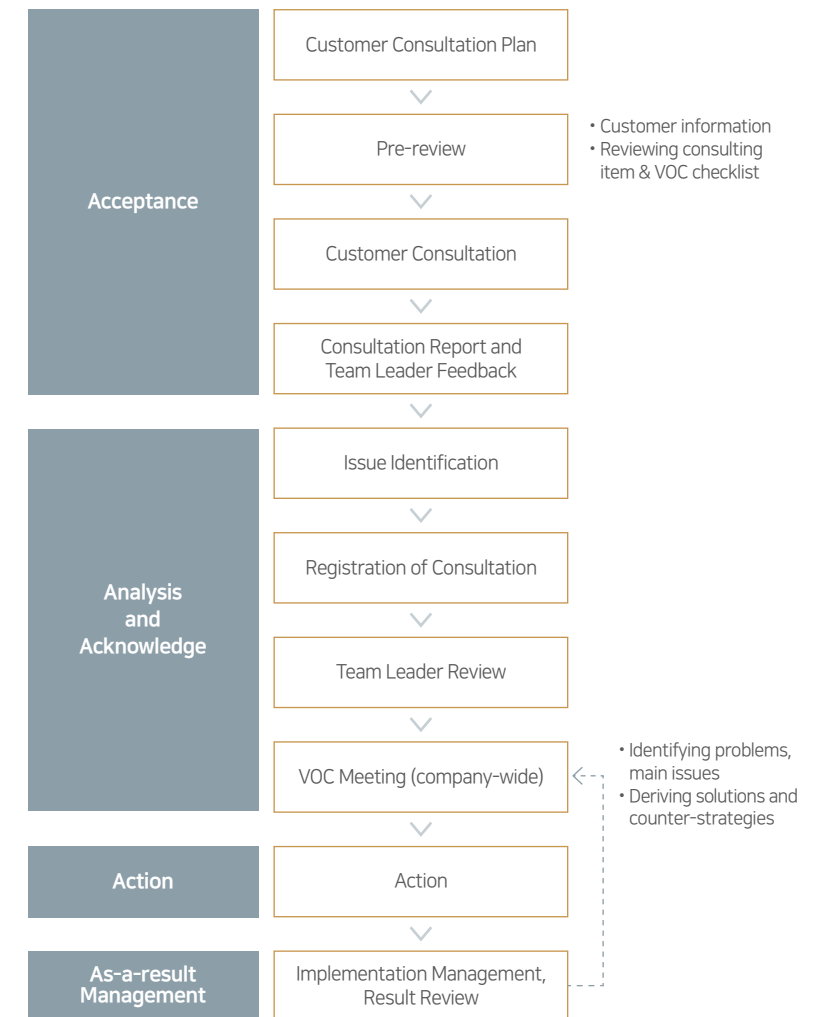 Acceptance
Customer Consultation Plan
Pre-review
• Customer information
• Reviewing consulting
item & VOC checklist
Customer Consultation
Consultation Report and
Team Leader Feedback
Analysis
and
Acknowledge
Issue Identification
Registration of Consultation
Team Leader Review
VOC Meeting (company-wide)
• Identifying problems,
main issues
• Deriving solutions and
counter-strategies
Action
Action
As-a-result
Management
Implementation Management,
Result Review